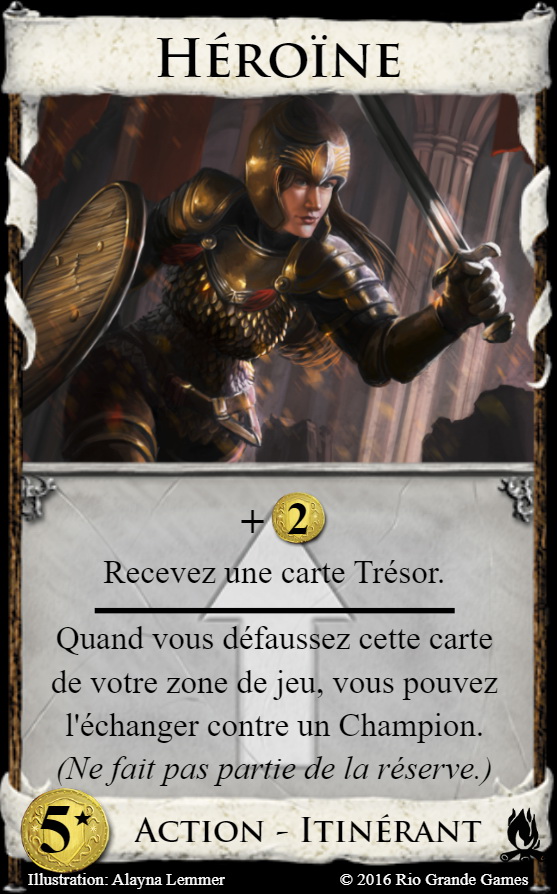 Héroïne
+ 2
Recevez une carte Trésor.
Quand vous défaussez cette carte
de votre zone de jeu, vous pouvez
l'échanger contre un Champion.
(Ne fait pas partie de la réserve.)
5* Action - Itinérant
Illustration: Alayna Lemmer © 2016 Rio Grande Games